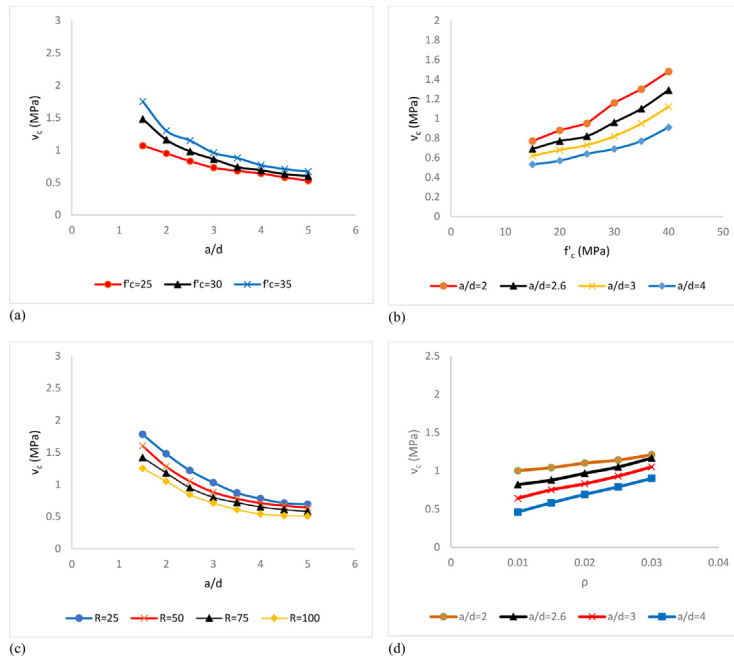 3
2.5
2
1.5
1
0.5
0
v_c (MPa)
0 1 2 3 4 5 6
a/d
f'c=25 f'c=30 f'c=35
(a)
2
1.8
1.6
1.4
1.2
1
0.8
0.6
0.4
0.2
0
v_c (MPa)
0 10 20 30 40 50
f'_c (MPa)
a/d=2 a/d=2.6 a/d=3 a/d=4
(b)
3
2.5
2
1.5
1
0.5
0
v_c (MPa)
0 1 2 3 4 5 6
a/d
R=25 R=50 R=75 R=100
(c)
2.5
2
1.5
1
0.5
0
v_c (MPa)
0 0.01 0.02 0.03 0.04
ρ
a/d=2 a/d=2.6 a/d=3 a/d=4
(d)